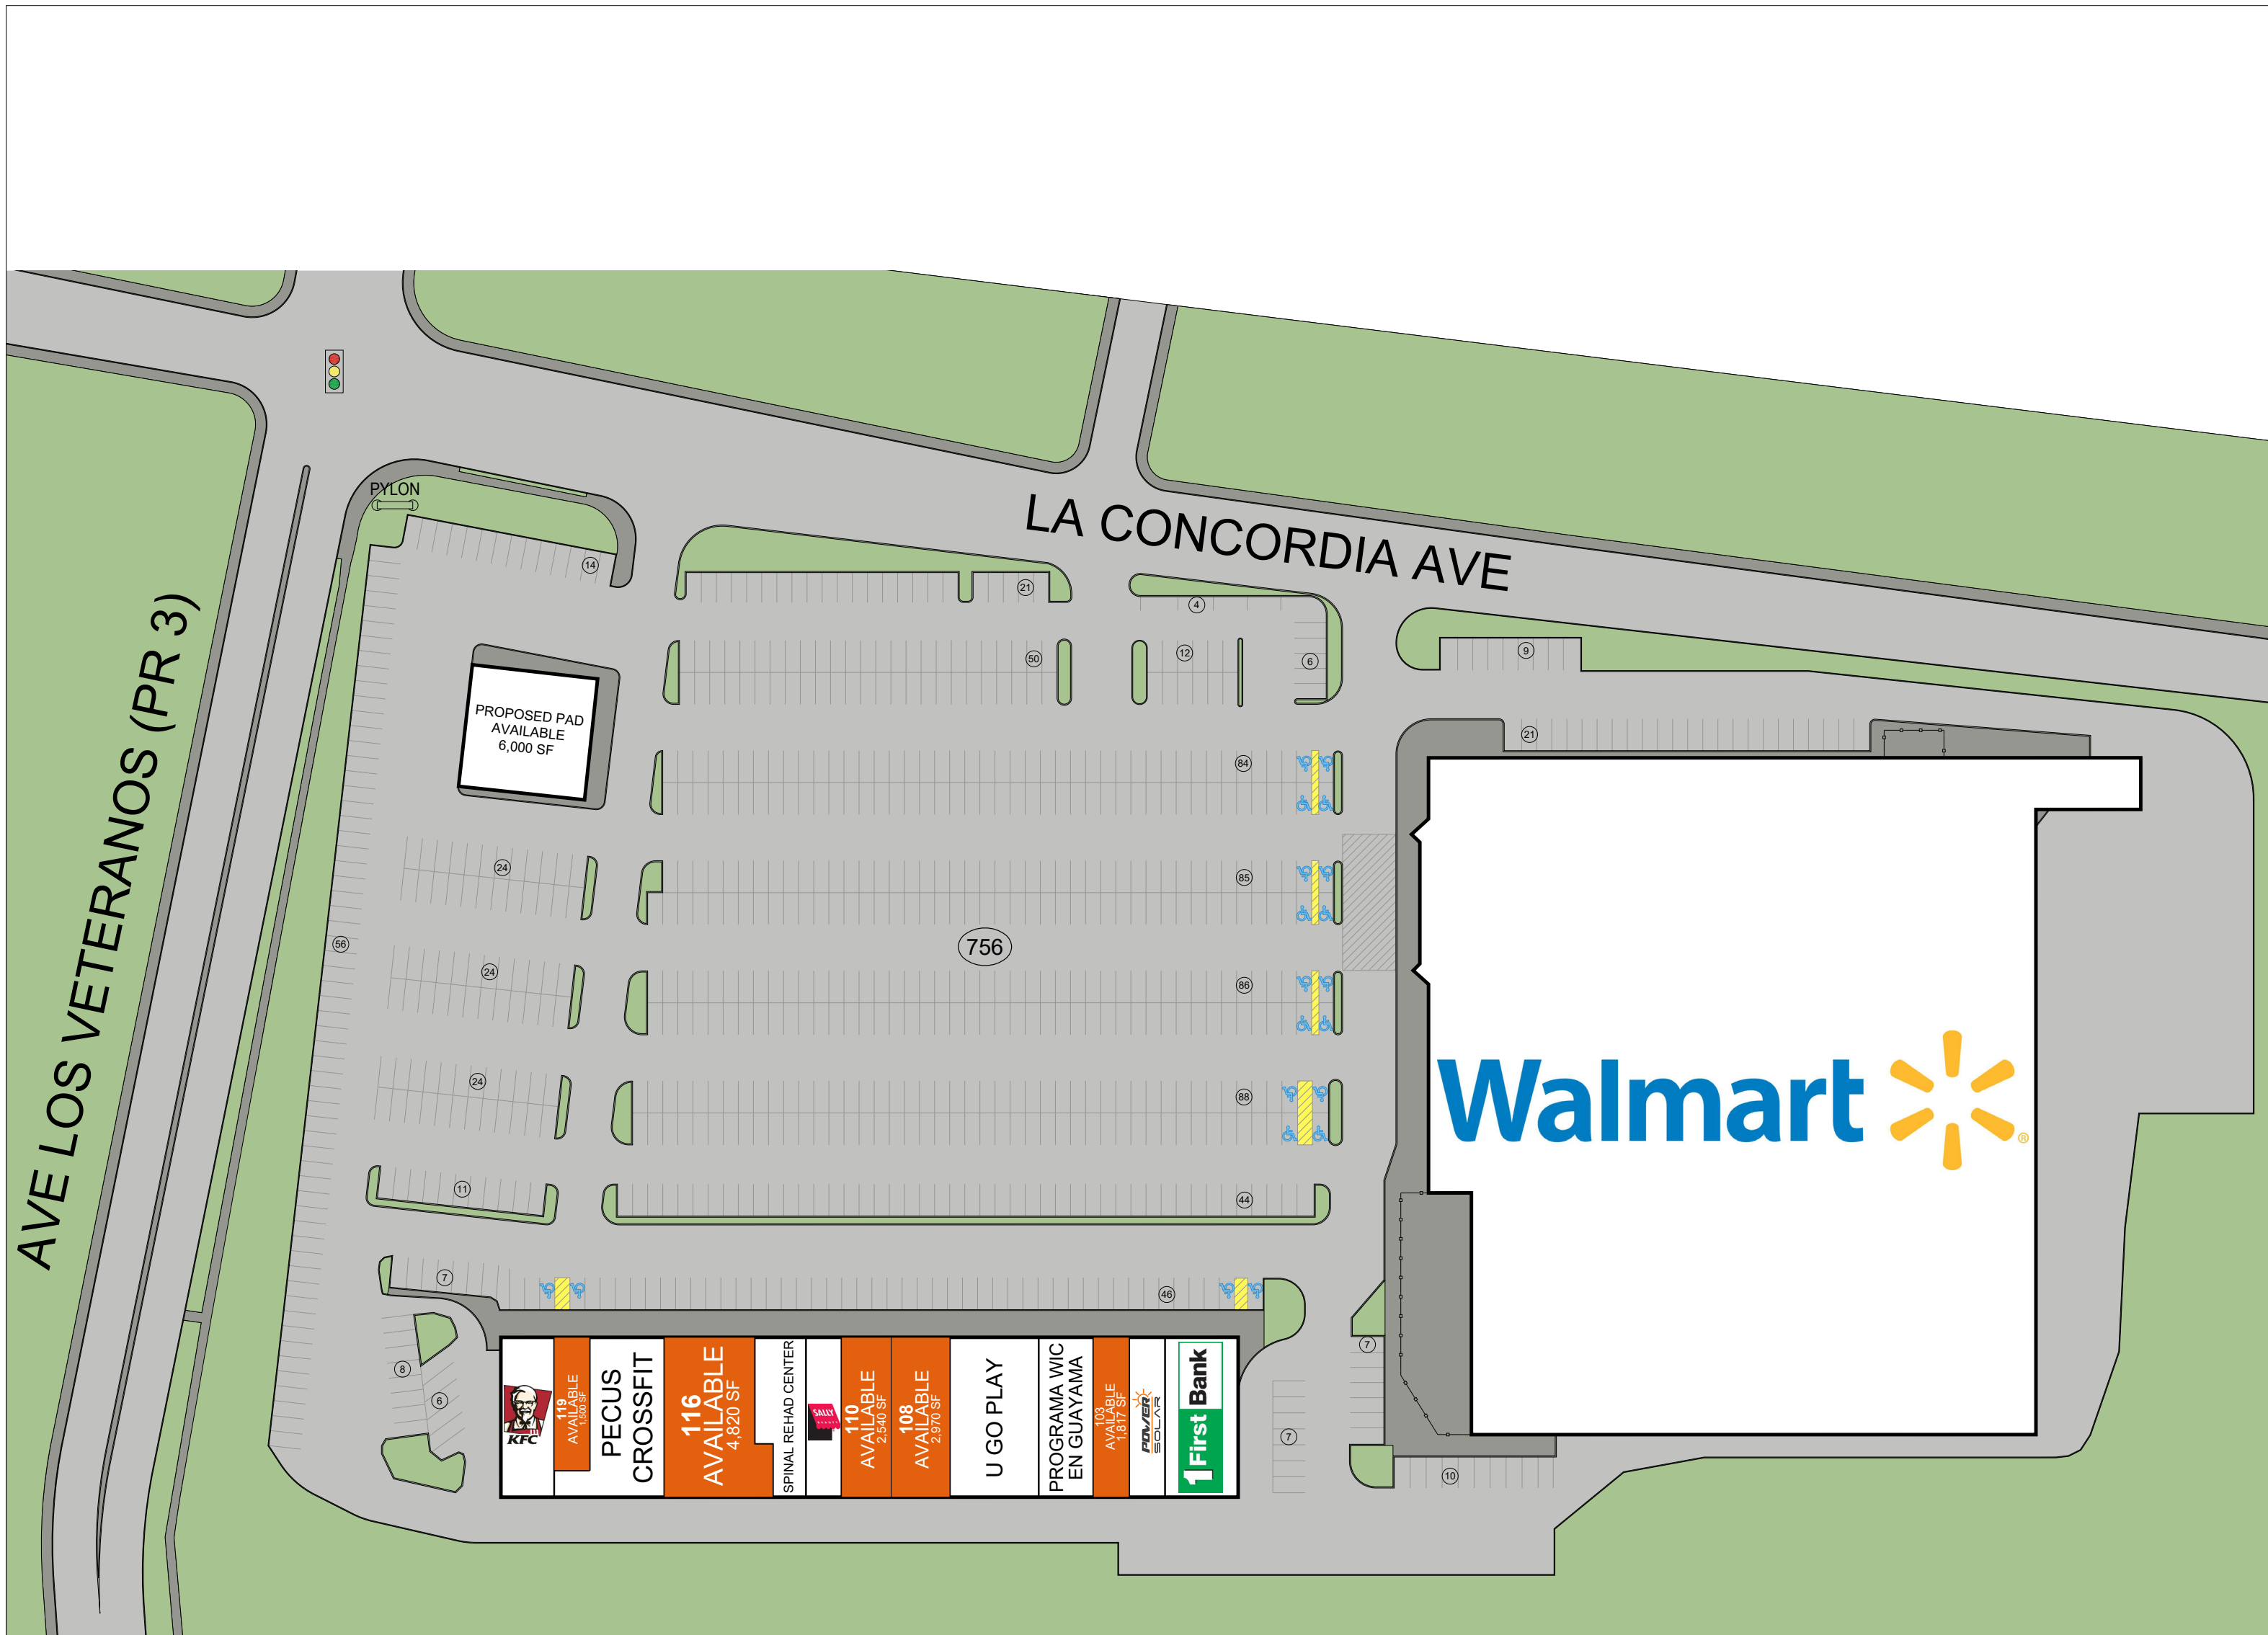 PYLON
LA CONCORDIA AVE
14
21
4
50
12
6
9
21
PROPOSED PAD
AVAILABLE
6,000 SF
84
AVE LOS VETERANOS (PR 3)
24
85
56
756
24
86
24
88
Walmart
®
11
44
7
46
8
6
7
7
10
KFC
119
AVAILABLE
1,500 SF
PECUS
CROSSFIT
116
AVAILABLE
4,820 SF
SPINAL REHAD CENTER
SALLY
110
AVAILABLE
2,540 SF
108
AVAILABLE
2,970 SF
U GO PLAY
PROGRAMA WIC
EN GUAYAMA
103
AVAILABLE
1,817 SF
POWER
SOLAR
1FirstBank